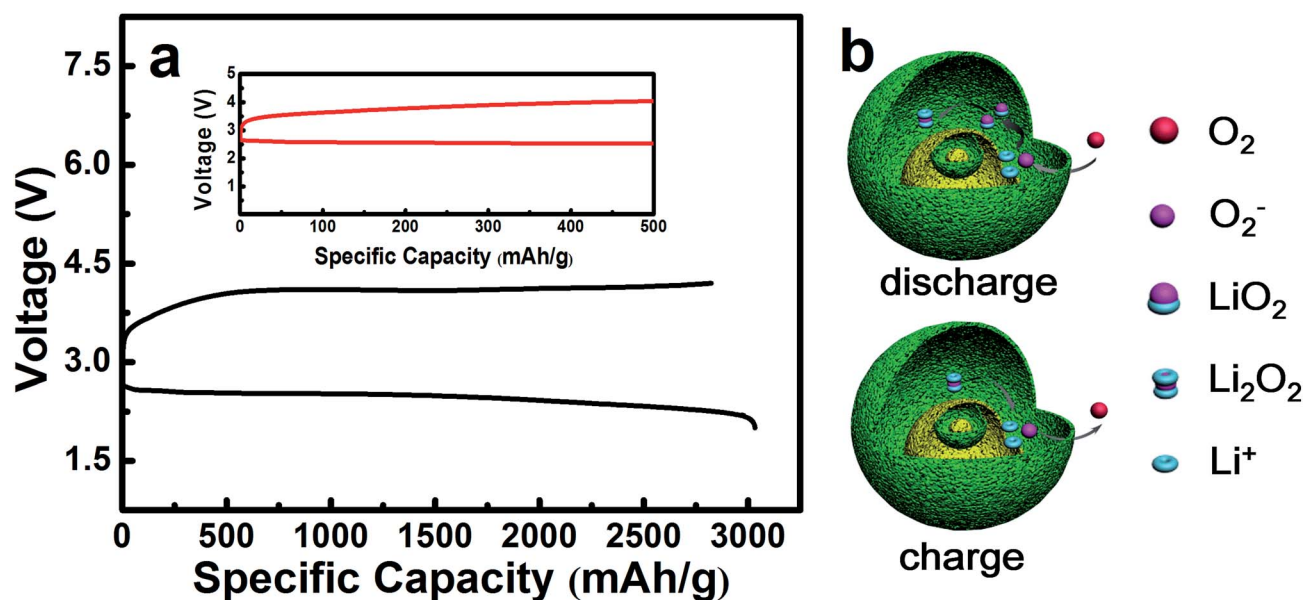 a
7.5
6.0
4.5
3.0
1.5
Voltage (V)
0 500 1000 1500 2000 2500 3000
Specific Capacity (mAh/g)
5
4
3
2
1
Voltage (V)
0 100 200 300 400 500
Specific Capacity (mAh/g)
b
discharge
charge
O₂
O₂⁻
LiO₂
Li₂O₂
Li⁺